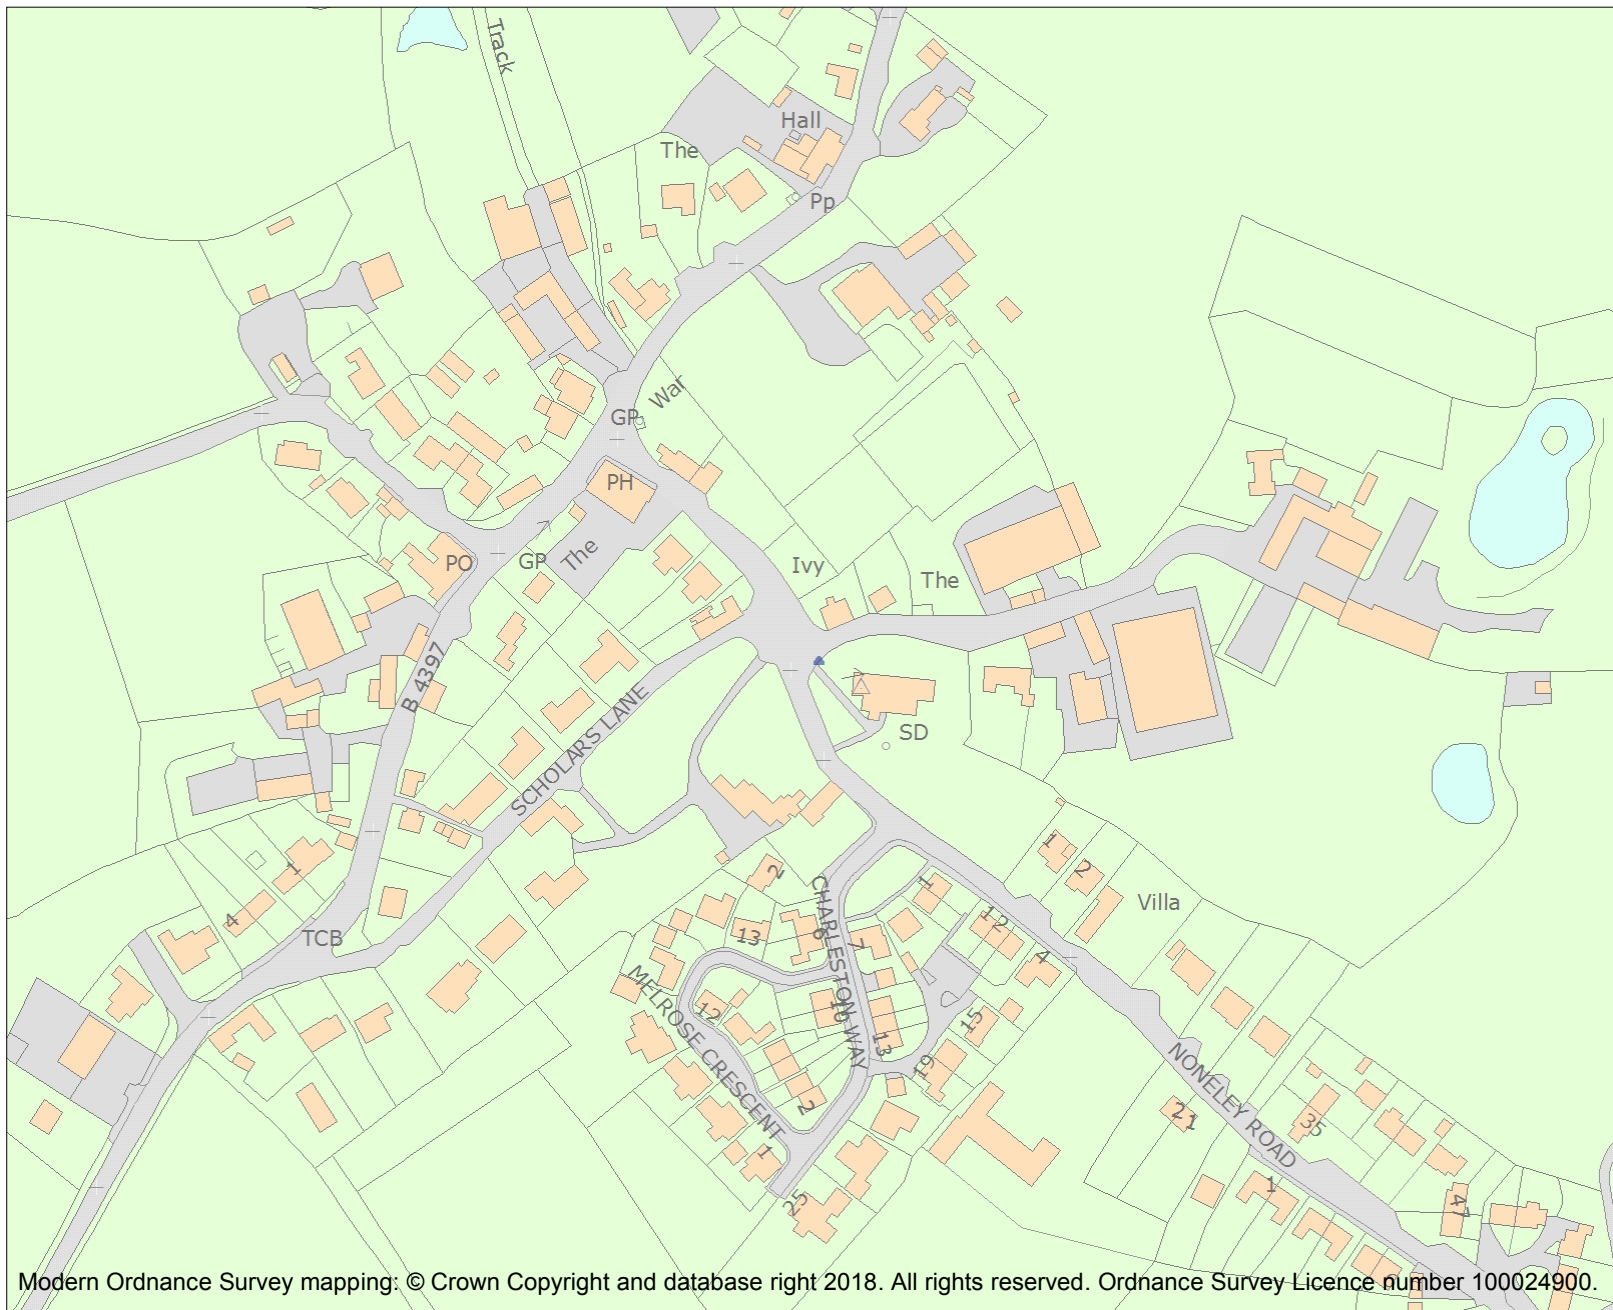 Track
Hall
The
Pp
War
GP
PH
PO
GP
The
Ivy
The
B 4397
SCHOLARS LANE
SD
1
4
TCB
2
1
1
2
Villa
CHARLESTON WAY
13
6
7
12
4
MELROSE CRESCENT
12
10
13
15
19
2
1
25
NONELEY ROAD
21
35
1
47
Modern Ordnance Survey mapping: © Crown Copyright and database right 2018. All rights reserved. Ordnance Survey Licence number 100024900.